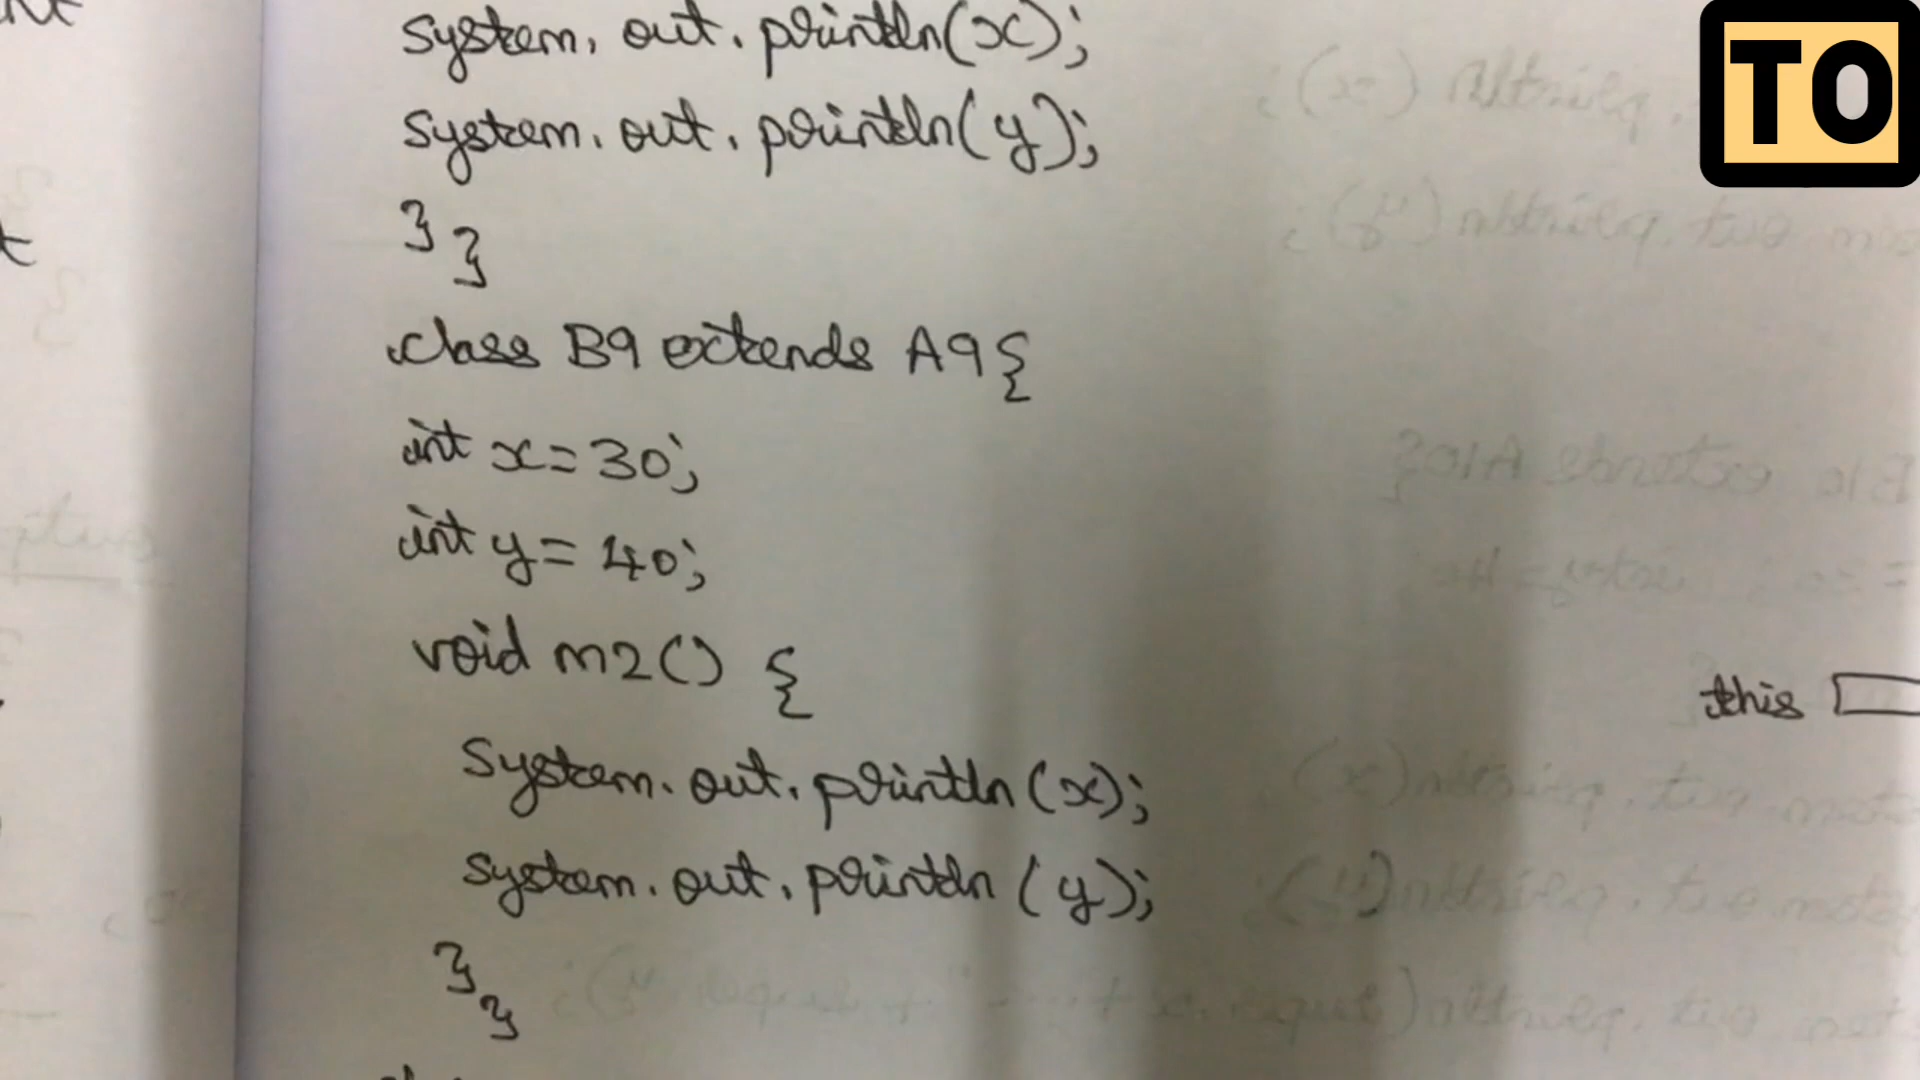 system. out. println(x);
system. out. println(y);
}
}
class B9 extends A9{
int x=30;
int y= 40;
void m2() {
System. out. println (x);
system. out. println (y);
}
}
this
TO